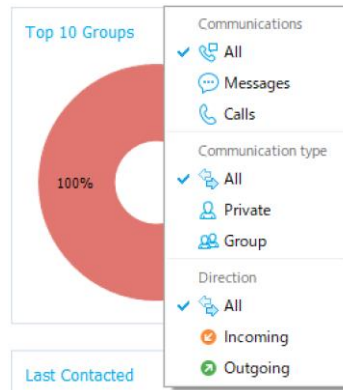 Top 10 Groups
100%
Last Contacted
Communications
All
Messages
Calls
Communication type
All
Private
Group
Direction
All
Incoming
Outgoing